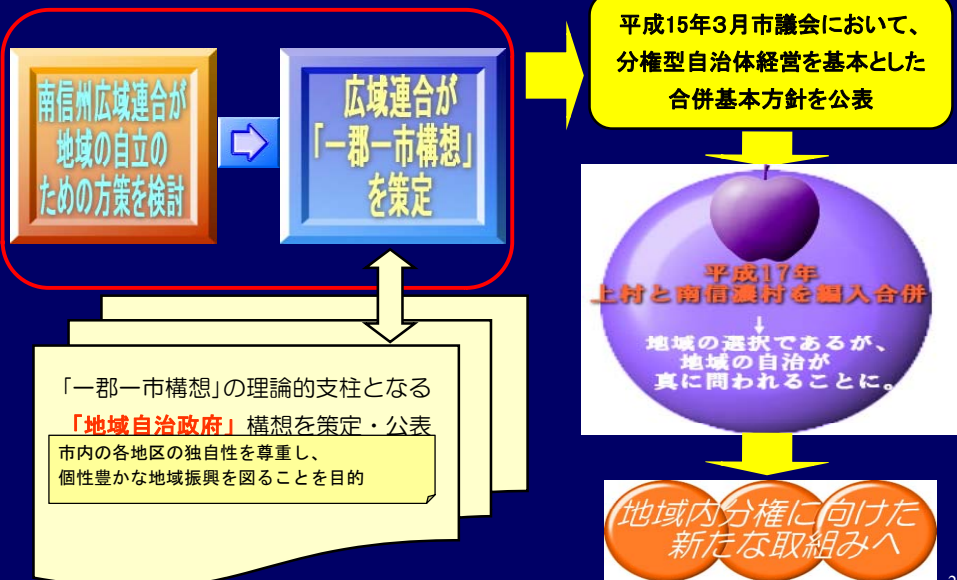 南信州広域連合が
地域の自立の
ための方策を検討
広域連合が
「一郡一市構想」
を策定
平成15年3月市議会において、
分権型自治体経営を基本とした
合併基本方針を公表
平成17年
上村と南信濃村を編入合併
↓
地域の選択であるが、
地域の自治が
真に問われることに。
「一郡一市構想」の理論的支柱となる
「地域自治政府」構想を策定・公表
市内の各地区の独自性を尊重し、
個性豊かな地域振興を図ることを目的
地域内分権に向けた
新たな取組みへ